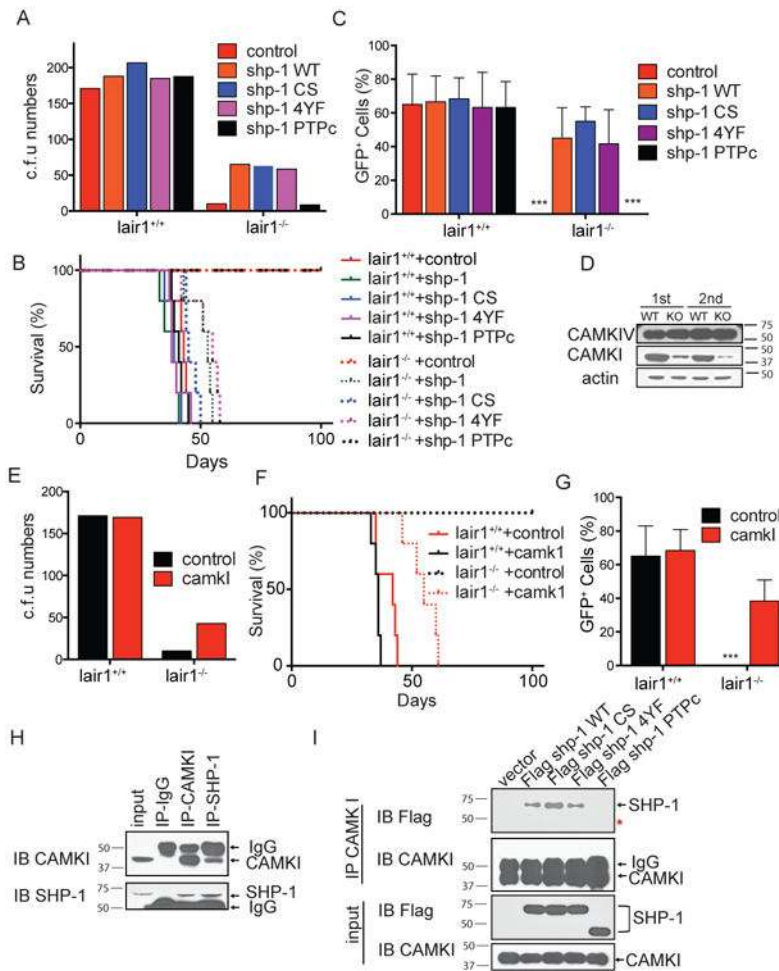 A
c.f.u numbers
200
150
100
50
0
lair1+/+
lair1-/-
control
shp-1 WT
shp-1 CS
shp-1 4YF
shp-1 PTPc
C
GFP+ Cells (%)
100
80
60
40
20
0
***
***
lair1+/+
lair1-/-
control
shp-1 WT
shp-1 CS
shp-1 4YF
shp-1 PTPc
B
Survival (%)
100
50
0
0
50
100
Days
lair1+/++control
lair1+/++shp-1
lair1+/++shp-1 CS
lair1+/++shp-1 4YF
lair1+/++shp-1 PTPc
lair1-/- +control
lair1-/- +shp-1
lair1-/- +shp-1 CS
lair1-/- +shp-1 4YF
lair1-/- +shp-1 PTPc
D
1st 2nd
WT KO WT KO
CAMKIV
CAMKI
actin
75
50
50
37
50
37
E
c.f.u numbers
200
150
100
50
0
lair1+/+
lair1-/-
control
camkI
F
Survival (%)
100
50
0
0
50
100
Days
lair1+/++control
lair1+/++camk1
lair1-/- +control
lair1-/- +camk1
G
GFP+ Cells (%)
100
80
60
40
20
0
***
lair1+/+
lair1-/-
control
camkI
H
input
IP-IgG
IP-CAMKI
IP-SHP-1
IB CAMKI
50
37
IgG
CAMKI
IB SHP-1
75
50
SHP-1
IgG
I
vector
Flag shp-1 WT
Flag shp-1 CS
Flag shp-1 4YF
Flag shp-1 PTPc
IP CAMK I
IB Flag
75
50
SHP-1
*
IB CAMKI
50
37
IgG
CAMKI
input
IB Flag
75
50
SHP-1
IB CAMKI
37
CAMKI